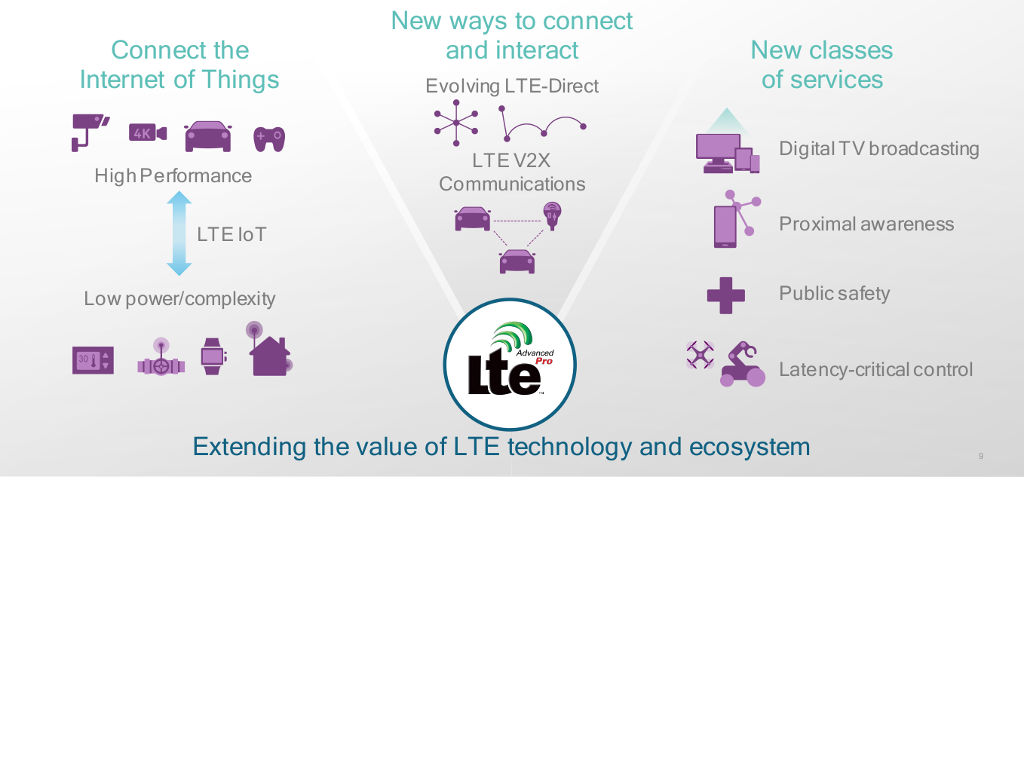 Connect the
Internet of Things
4K
High Performance
LTE IoT
Low power/complexity
30
New ways to connect
and interact
Evolving LTE-Direct
LTE V2X
Communications
New classes
of services
Digital TV broadcasting
Proximal awareness
Public safety
Latency-critical control
Advanced
Pro
Lte
Extending the value of LTE technology and ecosystem
9